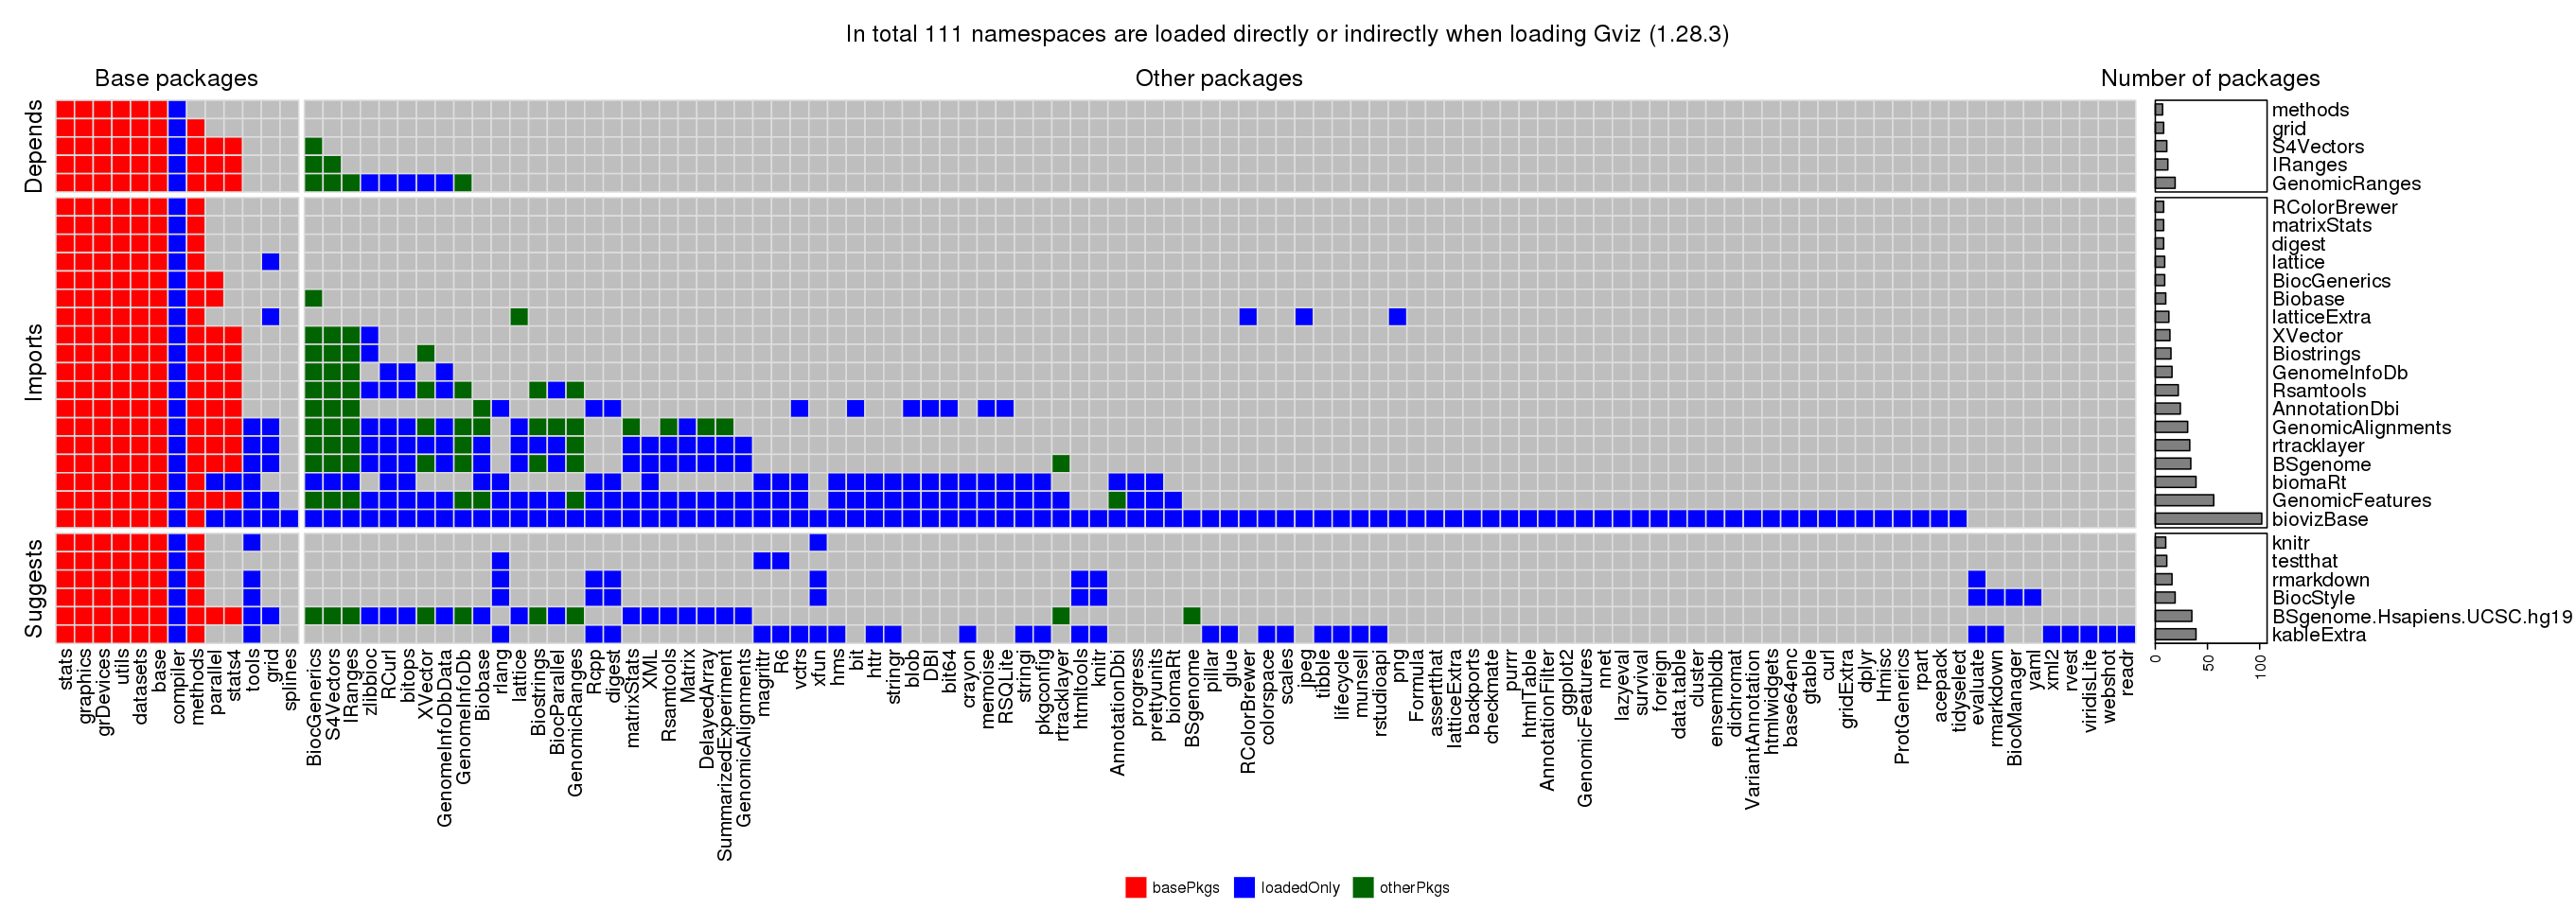 In total 111 namespaces are loaded directly or indirectly when loading Gviz (1.28.3)
Base packages
Other packages
Number of packages
Depends
methods
grid
S4Vectors
IRanges
GenomicRanges
Imports
RColorBrewer
matrixStats
digest
lattice
BiocGenerics
Biobase
latticeExtra
XVector
Biostrings
GenomeInfoDb
Rsamtools
AnnotationDbi
GenomicAlignments
rtracklayer
BSgenome
biomaRt
GenomicFeatures
biovizBase
Suggests
knitr
testthat
rmarkdown
BiocStyle
BSgenome.Hsapiens.UCSC.hg19
kableExtra
stats
graphics
grDevices
utils
datasets
base
compiler
methods
parallel
stats4
tools
grid
splines
BiocGenerics
S4Vectors
IRanges
zlibbioc
RCurl
bitops
XVector
GenomeInfoDbData
GenomeInfoDb
Biobase
rlang
lattice
Biostrings
BiocParallel
GenomicRanges
Rcpp
digest
matrixStats
XML
Rsamtools
Matrix
DelayedArray
SummarizedExperiment
GenomicAlignments
magrittr
R6
vctrs
xfun
hms
bit
httr
stringr
blob
DBI
bit64
crayon
memoise
RSQLite
stringi
pkgconfig
rtracklayer
htmltools
knitr
AnnotationDbi
progress
prettyunits
biomaRt
BSgenome
pillar
glue
RColorBrewer
colorspace
scales
jpeg
tibble
lifecycle
munsell
rstudioapi
png
Formula
assertthat
latticeExtra
backports
checkmate
purrr
htmlTable
AnnotationFilter
ggplot2
GenomicFeatures
nnet
lazyeval
survival
foreign
data.table
cluster
ensembldb
dichromat
VariantAnnotation
htmlwidgets
base64enc
gtable
curl
gridExtra
dplyr
Hmisc
ProtGenerics
rpart
acepack
tidyselect
evaluate
rmarkdown
BiocManager
yaml
xml2
rvest
viridisLite
webshot
readr
0
50
100
basePkgs
loadedOnly
otherPkgs